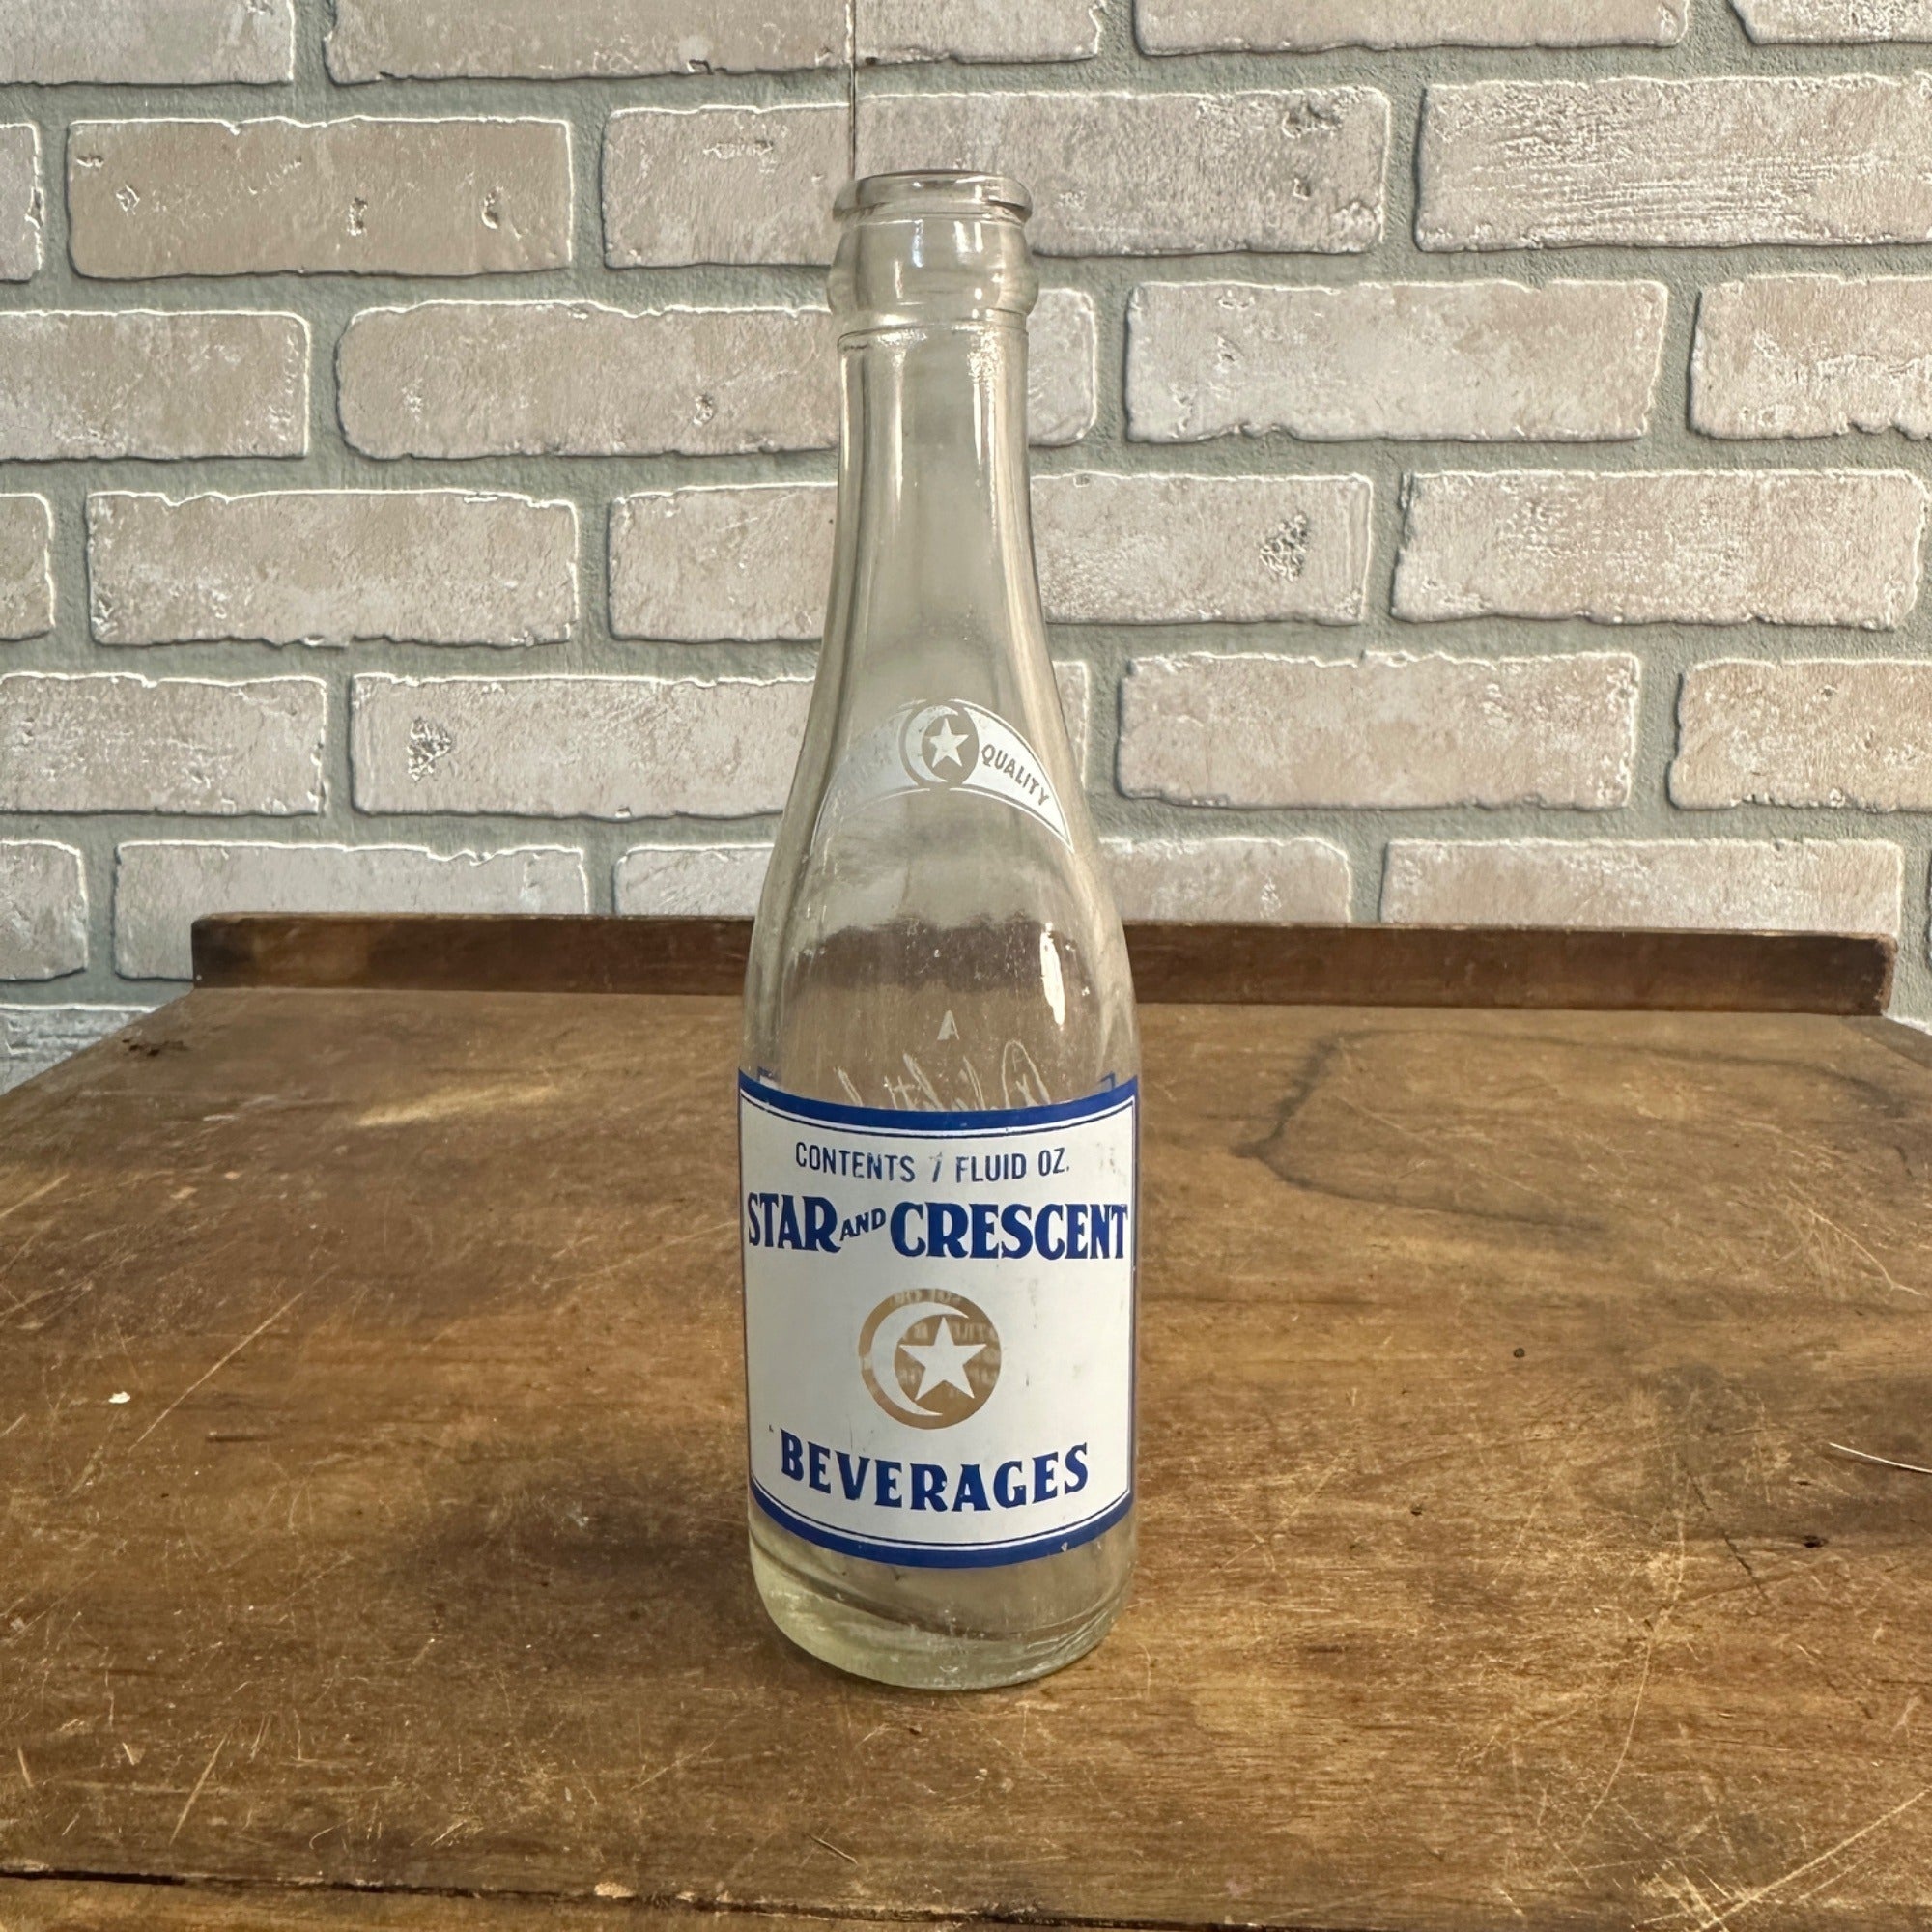 QUALITY
A
CONTENTS 7 FLUID OZ.
STAR AND CRESCENT
BEVERAGES